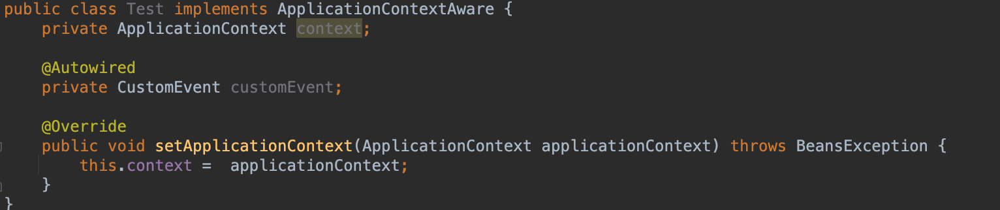 public class Test implements ApplicationContextAware {
    private ApplicationContext context;
    @Autowired
    private CustomEvent customEvent;
    @Override
    public void setApplicationContext(ApplicationContext applicationContext) throws BeansException {
        this.context =  applicationContext;
    }
}